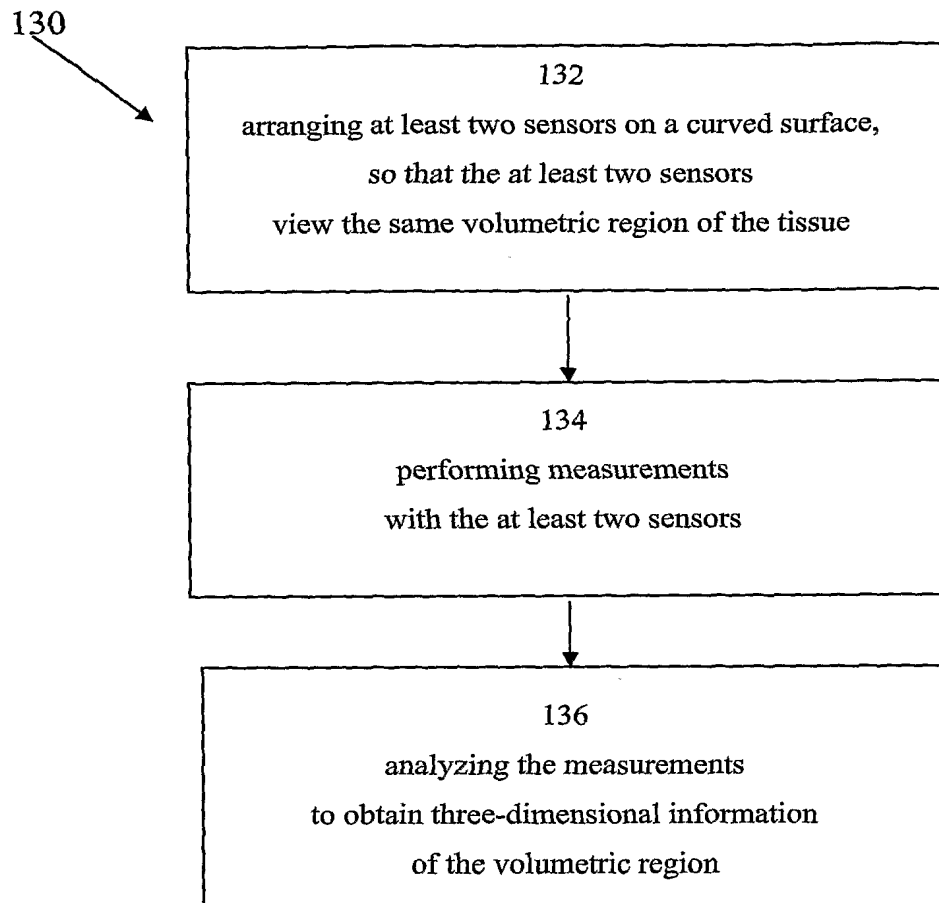 130
132
arranging at least two sensors on a curved surface,
so that the at least two sensors
view the same volumetric region of the tissue
134
performing measurements
with the at least two sensors
136
analyzing the measurements
to obtain three-dimensional information
of the volumetric region